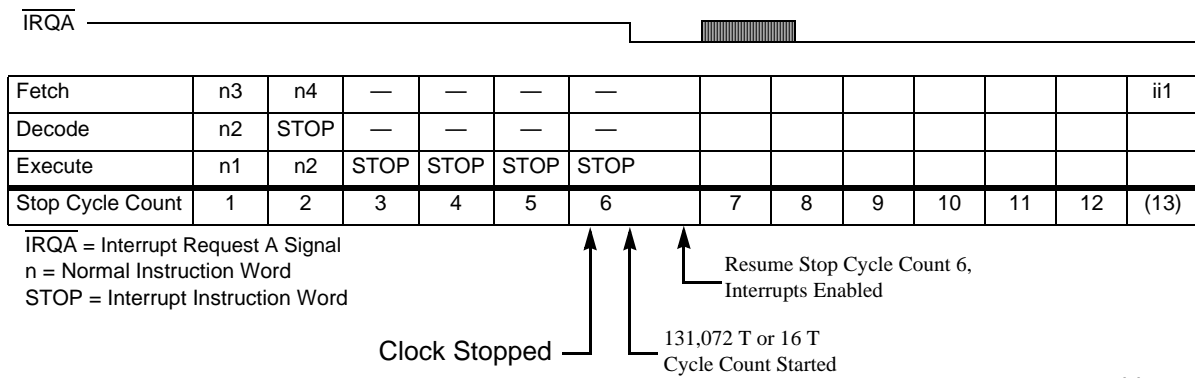 IRQA
Fetch n3 n4 — — — — ii1
Decode n2 STOP — — — —
Execute n1 n2 STOP STOP STOP STOP
Stop Cycle Count 1 2 3 4 5 6 7 8 9 10 11 12 (13)
IRQA = Interrupt Request A Signal
n = Normal Instruction Word
STOP = Interrupt Instruction Word
Resume Stop Cycle Count 6,
Interrupts Enabled
Clock Stopped
131,072 T or 16 T
Cycle Count Started